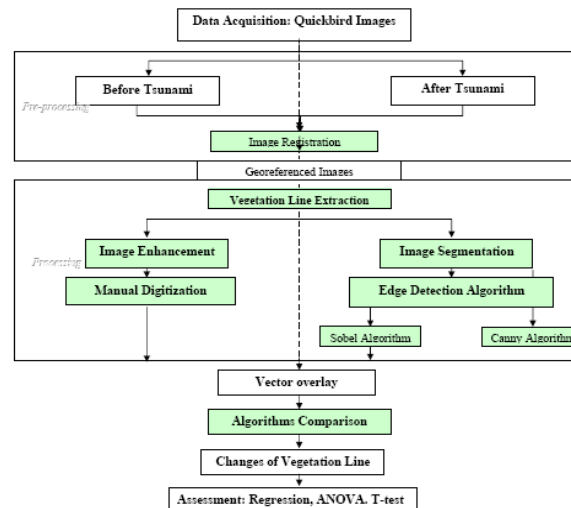 Data Acquisition: Quickbird Images
Before Tsunami
After Tsunami
Pre-processing
Image Registration
Georeferenced Images
Vegetation Line Extraction
Image Enhancement
Image Segmentation
Processing
Manual Digitization
Edge Detection Algorithm
Sobel Algorithm
Canny Algorithm
Vector overlay
Algorithms Comparison
Changes of Vegetation Line
Assessment: Regression, ANOVA. T-test